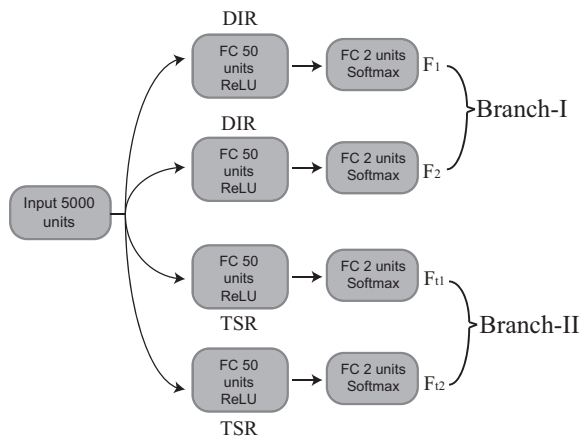 DIR
FC 50
units
ReLU
FC 2 units
Softmax
F1
Branch-I
DIR
FC 50
units
ReLU
FC 2 units
Softmax
F2
Input 5000
units
FC 50
units
ReLU
TSR
FC 2 units
Softmax
Ft1
Branch-II
FC 50
units
ReLU
TSR
FC 2 units
Softmax
Ft2